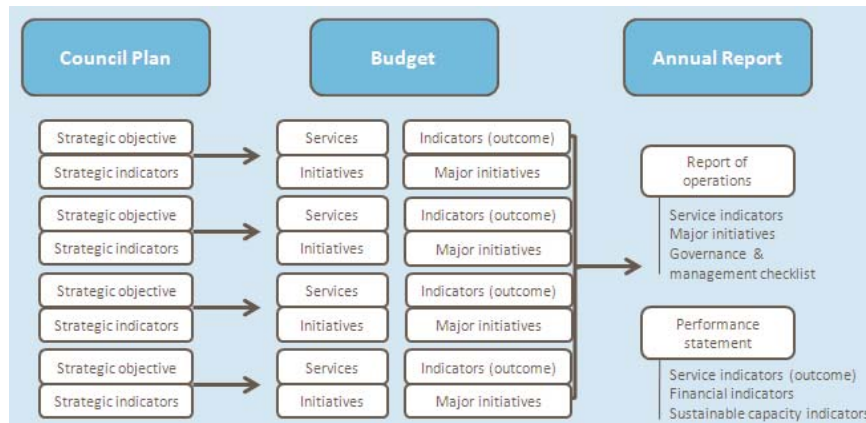 Council Plan
Budget
Annual Report
Strategic objective
Strategic indicators
Services
Initiatives
Indicators (outcome)
Major initiatives
Strategic objective
Strategic indicators
Services
Initiatives
Indicators (outcome)
Major initiatives
Strategic objective
Strategic indicators
Services
Initiatives
Indicators (outcome)
Major initiatives
Strategic objective
Strategic indicators
Services
Initiatives
Indicators (outcome)
Major initiatives
Report of
operations
Service indicators
Major initiatives
Governance &
management checklist
Performance
statement
Service indicators (outcome)
Financial indicators
Sustainable capacity indicators